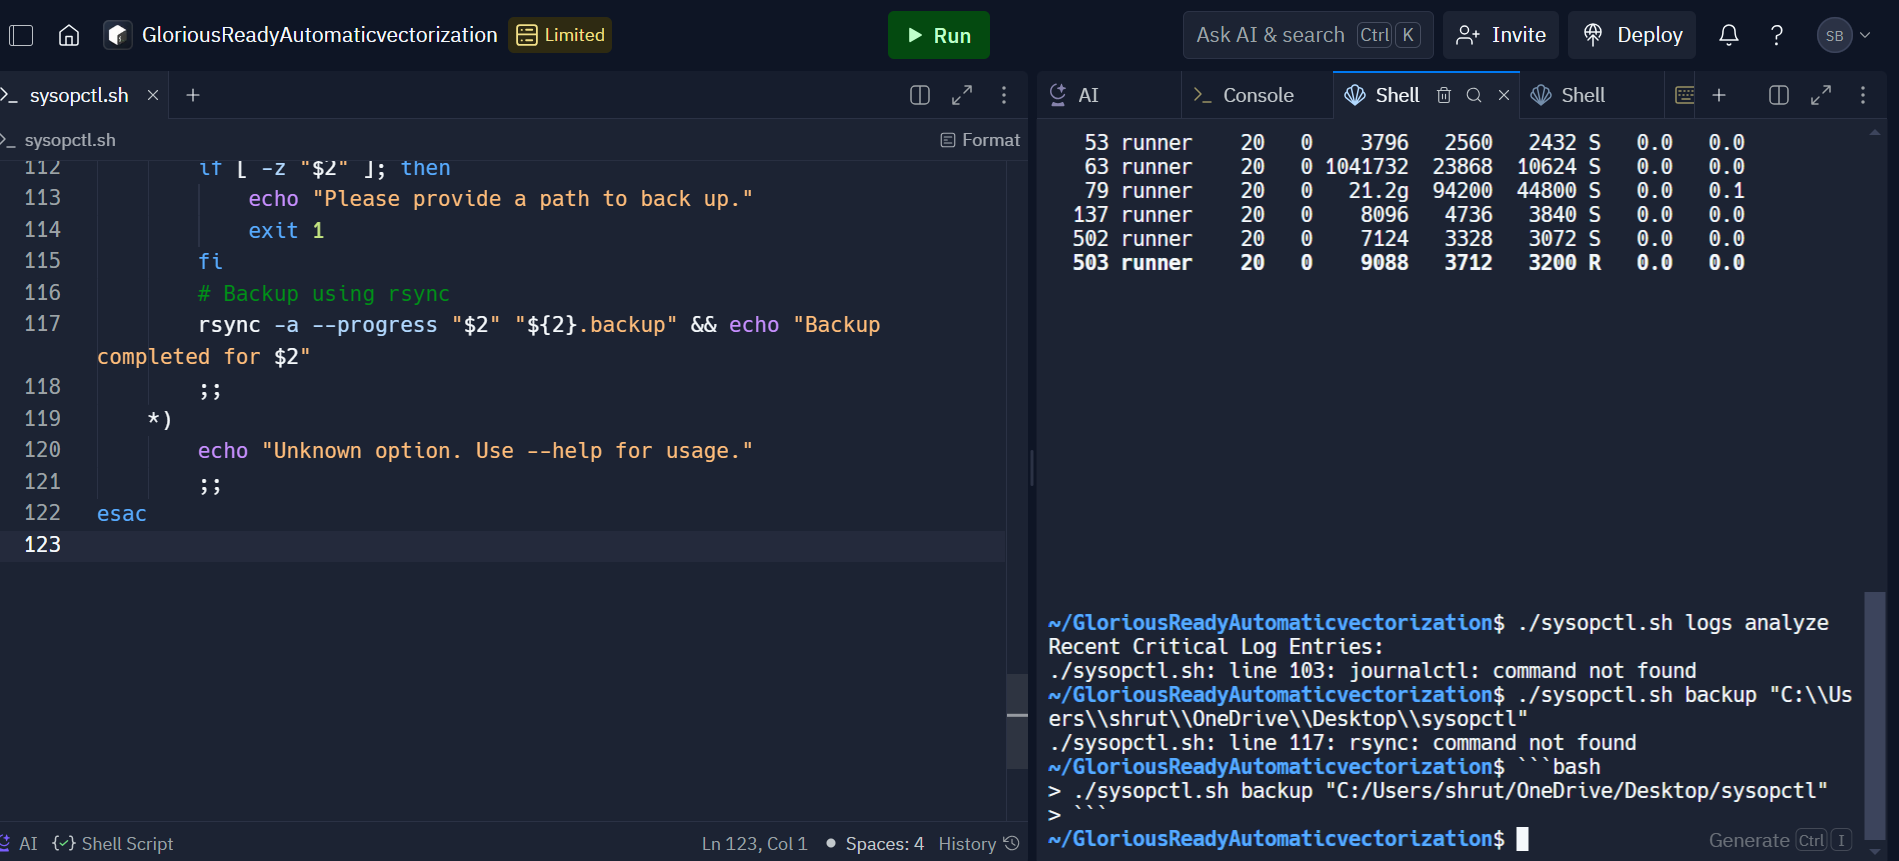 GloriousReadyAutomaticvectorization Limited Run Ask AI & search Ctrl K Invite Deploy SB
sysopctl.sh
AI Console Shell Shell
sysopctl.sh Format
112 if [ -z "$2" ]; then
113 echo "Please provide a path to back up."
114 exit 1
115 fi
116 # Backup using rsync
117 rsync -a --progress "$2" "${2}.backup" && echo "Backup
completed for $2"
118 ;;
119 *)
120 echo "Unknown option. Use --help for usage."
121 ;;
122 esac
123
AI Shell Script Ln 123, Col 1 Spaces: 4 History
53 runner 20 0 3796 2560 2432 S 0.0 0.0
63 runner 20 0 1041732 23868 10624 S 0.0 0.0
79 runner 20 0 21.2g 94200 44800 S 0.0 0.1
137 runner 20 0 8096 4736 3840 S 0.0 0.0
502 runner 20 0 7124 3328 3072 S 0.0 0.0
503 runner 20 0 9088 3712 3200 R 0.0 0.0
~/GloriousReadyAutomaticvectorization$ ./sysopctl.sh logs analyze
Recent Critical Log Entries:
./sysopctl.sh: line 103: journalctl: command not found
~/GloriousReadyAutomaticvectorization$ ./sysopctl.sh backup "C:\\Us
ers\\shrut\\OneDrive\\Desktop\\sysopctl"
./sysopctl.sh: line 117: rsync: command not found
~/GloriousReadyAutomaticvectorization$ ```bash
> ./sysopctl.sh backup "C:/Users/shrut/OneDrive/Desktop/sysopctl"
> ```
~/GloriousReadyAutomaticvectorization$
Generate Ctrl I